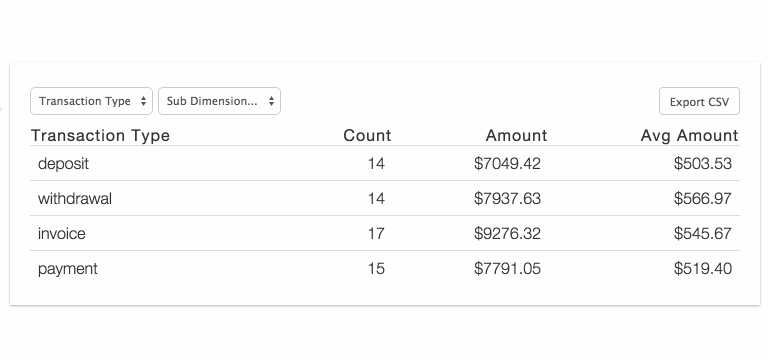 Transaction Type Sub Dimension... Export CSV
Transaction Type Count Amount Avg Amount
deposit 14 $7049.42 $503.53
withdrawal 14 $7937.63 $566.97
invoice 17 $9276.32 $545.67
payment 15 $7791.05 $519.40